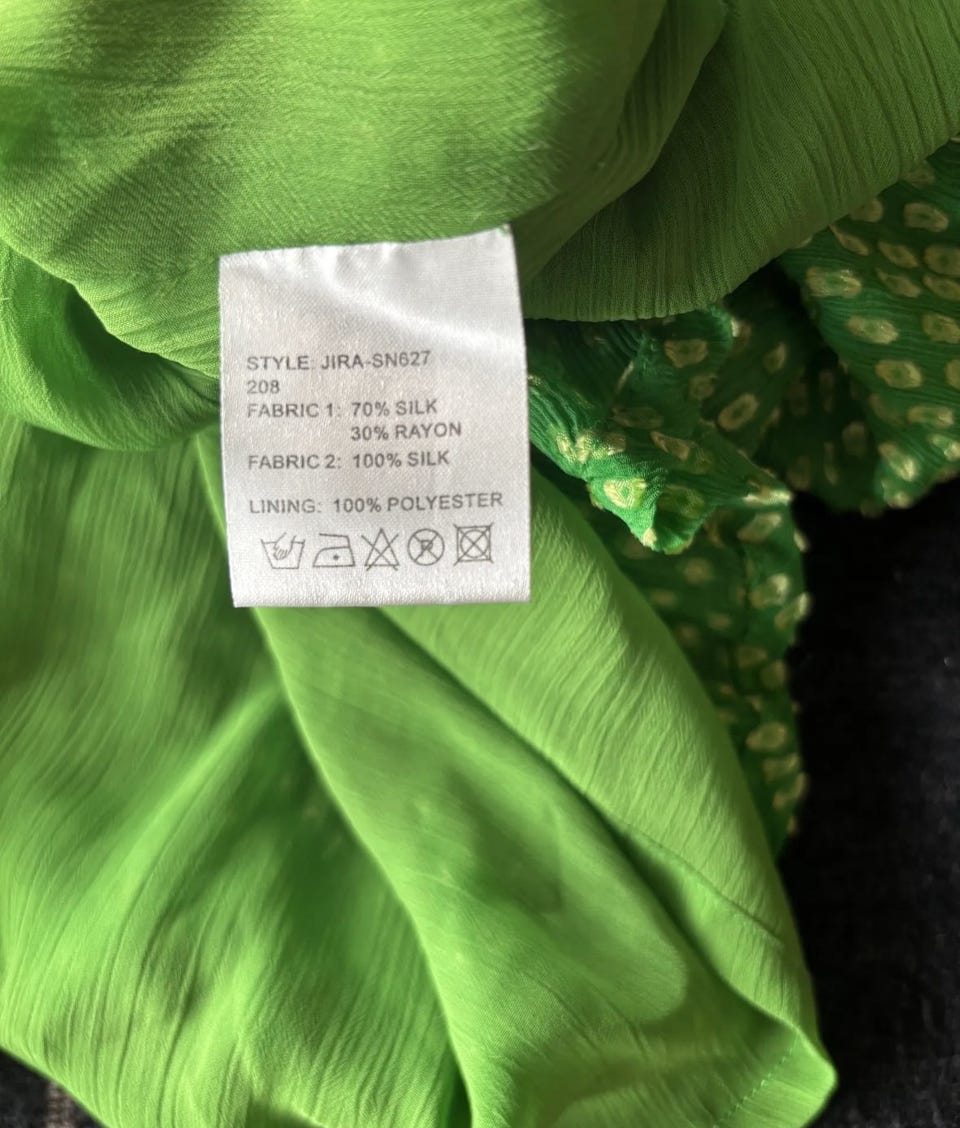 STYLE: JIRA-SN627
208
FABRIC 1: 70% SILK
30% RAYON
FABRIC 2: 100% SILK
LINING: 100% POLYESTER